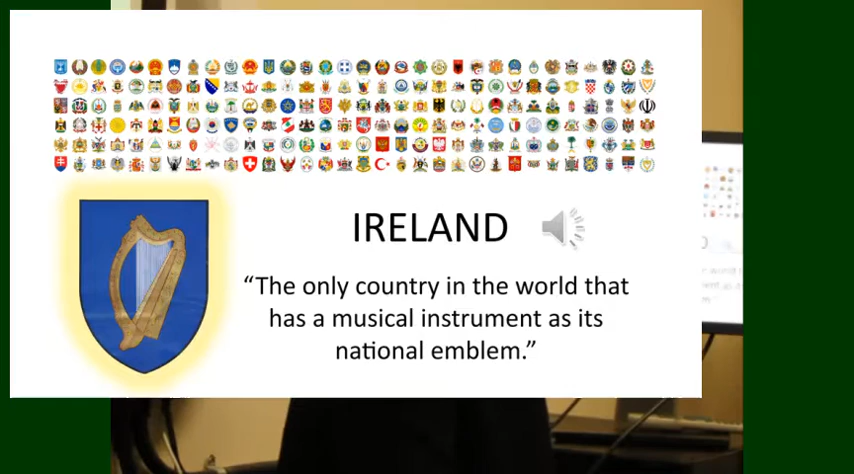 IRELAND
“The only country in the world that
has a musical instrument as its
national emblem.”